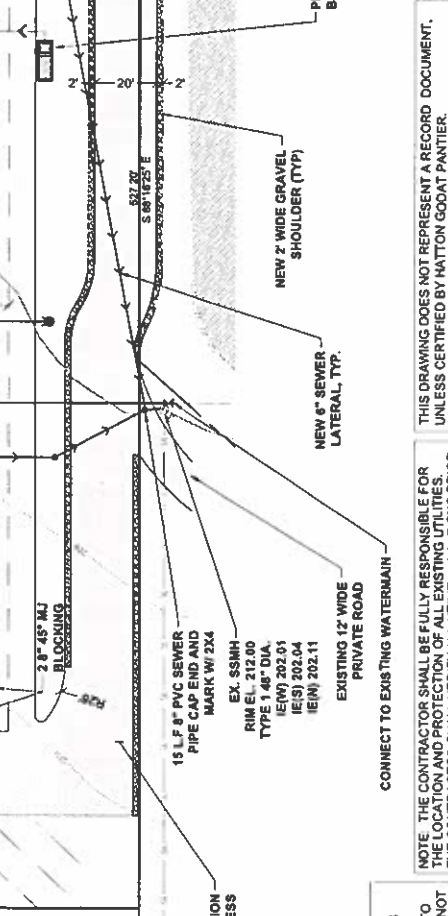 2 8" 45° MJ
BLOCKING
R25'
15 L.F 8" PVC SEWER
PIPE CAP END AND
MARK W/ 2X4
EX. SSMH
RIM EL. 212.00
TYPE 1 48" DIA.
IE(W) 202.01
IE(S) 202.04
IE(N) 202.11
EXISTING 12' WIDE
PRIVATE ROAD
CONNECT TO EXISTING WATERMAIN
NEW 6" SEWER
LATERAL, TYP.
NEW 2' WIDE GRAVEL
SHOULDER (TYP)
2'
20'
2'
527.20'
NOTE: THE CONTRACTOR SHALL BE FULLY RESPONSIBLE FOR
THE LOCATION AND PROTECTION OF ALL EXISTING UTILITIES.
THIS DRAWING DOES NOT REPRESENT A RECORD DOCUMENT,
UNLESS CERTIFIED BY HATTON GODAT PANTIER.
TO
NOT